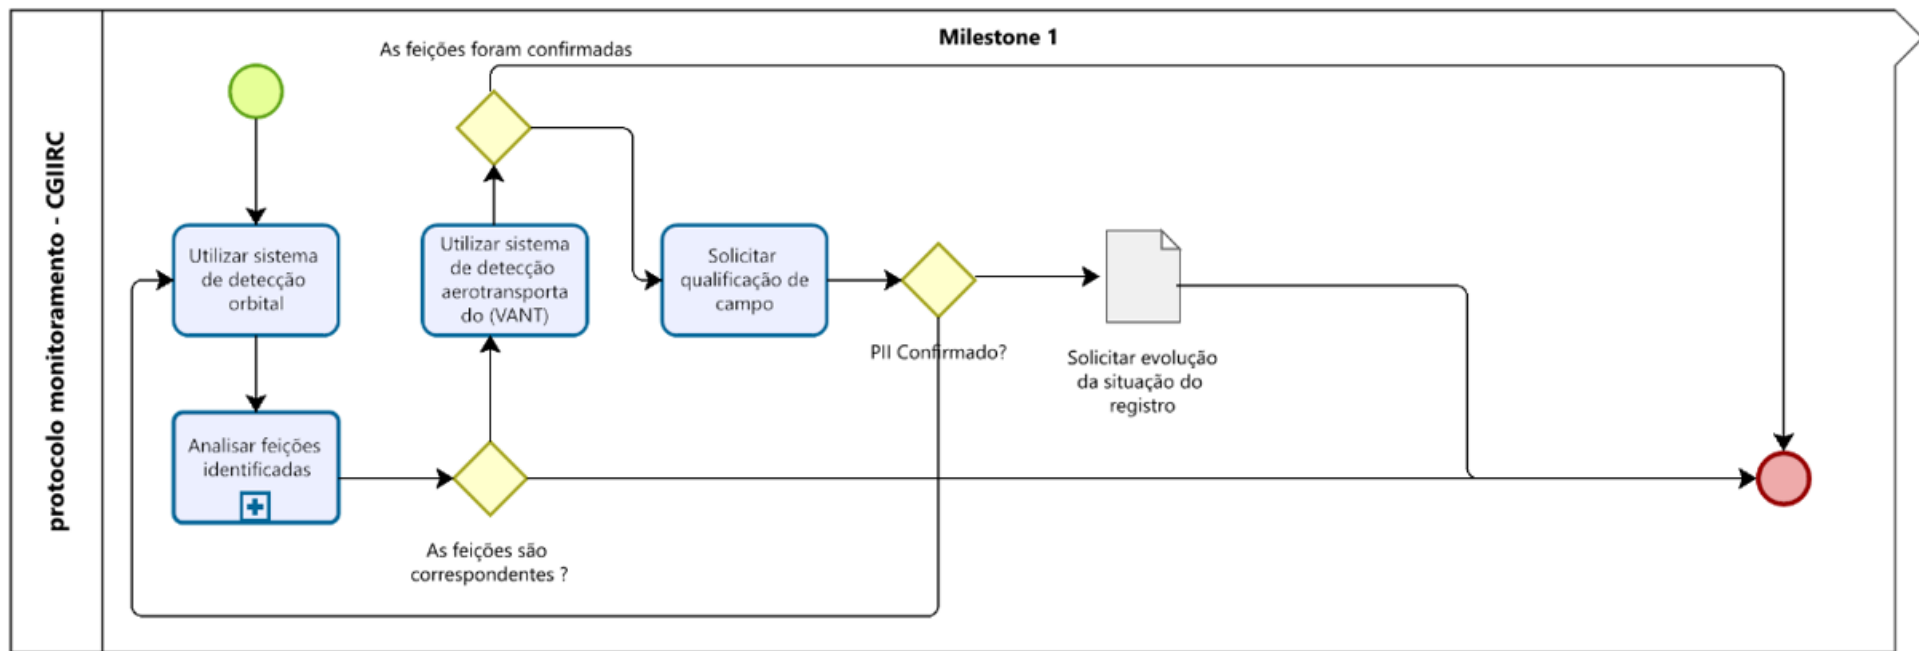 protocolo monitoramento - CGIIRC
Milestone 1
As feições foram confirmadas
Utilizar sistema
de detecção
orbital
Utilizar sistema
de detecção
aerotransporta
do (VANT)
Solicitar
qualificação de
campo
PII Confirmado?
Solicitar evolução
da situação do
registro
Analisar feições
identificadas
As feições são
correspondentes ?